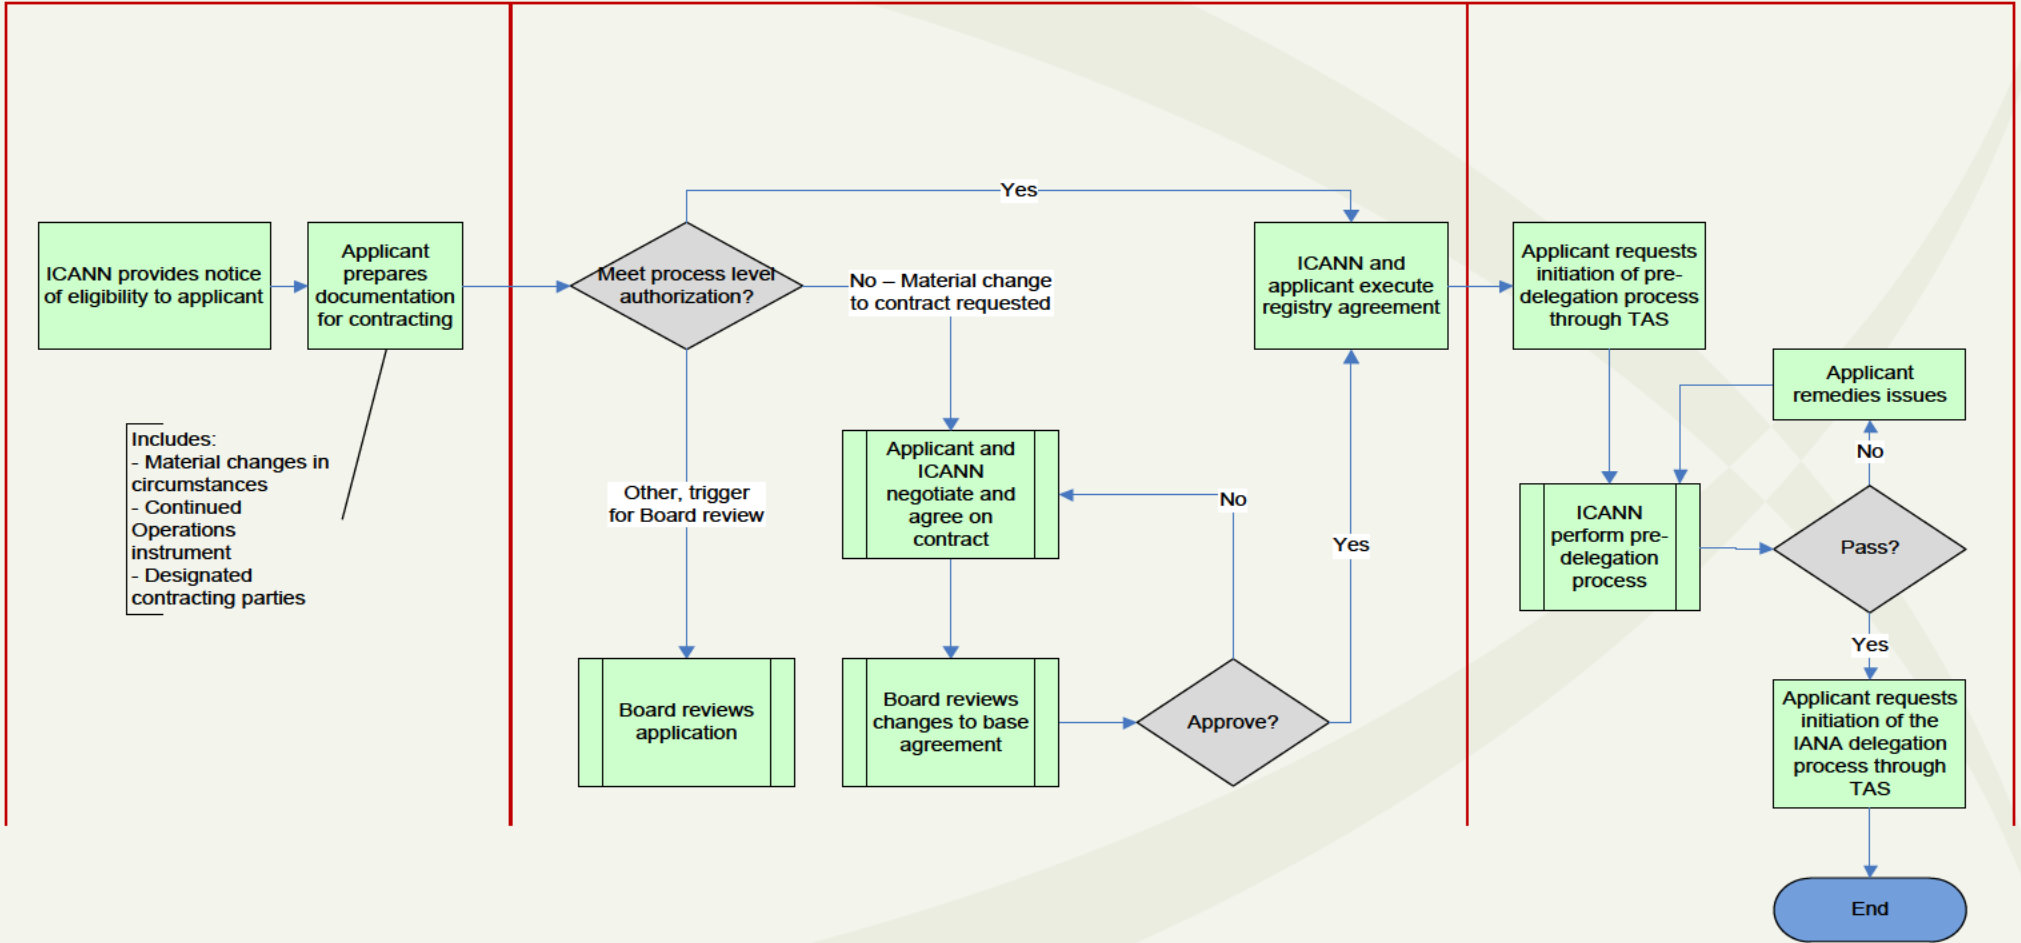 ICANN provides notice
of eligibility to applicant
Applicant
prepares
documentation
for contracting
Includes:
- Material changes in
circumstances
- Continued
Operations
instrument
- Designated
contracting parties
Meet process level
authorization?
Yes
No – Material change
to contract requested
Other, trigger
for Board review
Board reviews
application
Applicant and
ICANN
negotiate and
agree on
contract
Board reviews
changes to base
agreement
Approve?
No
Yes
ICANN and
applicant execute
registry agreement
Applicant requests
initiation of pre-
delegation process
through TAS
Applicant
remedies issues
No
ICANN
perform pre-
delegation
process
Pass?
Yes
Applicant requests
initiation of the
IANA delegation
process through
TAS
End